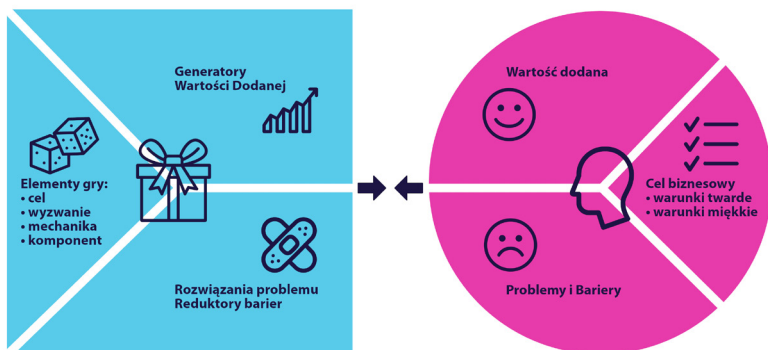 Generatory
Wartości Dodanej
Elementy gry:
• cel
• wyzwanie
• mechanika
• komponent
Rozwiązania problemu
Reduktory barier
Wartość dodana
Cel biznesowy
• warunki twarde
• warunki miękkie
Problemy i Bariery